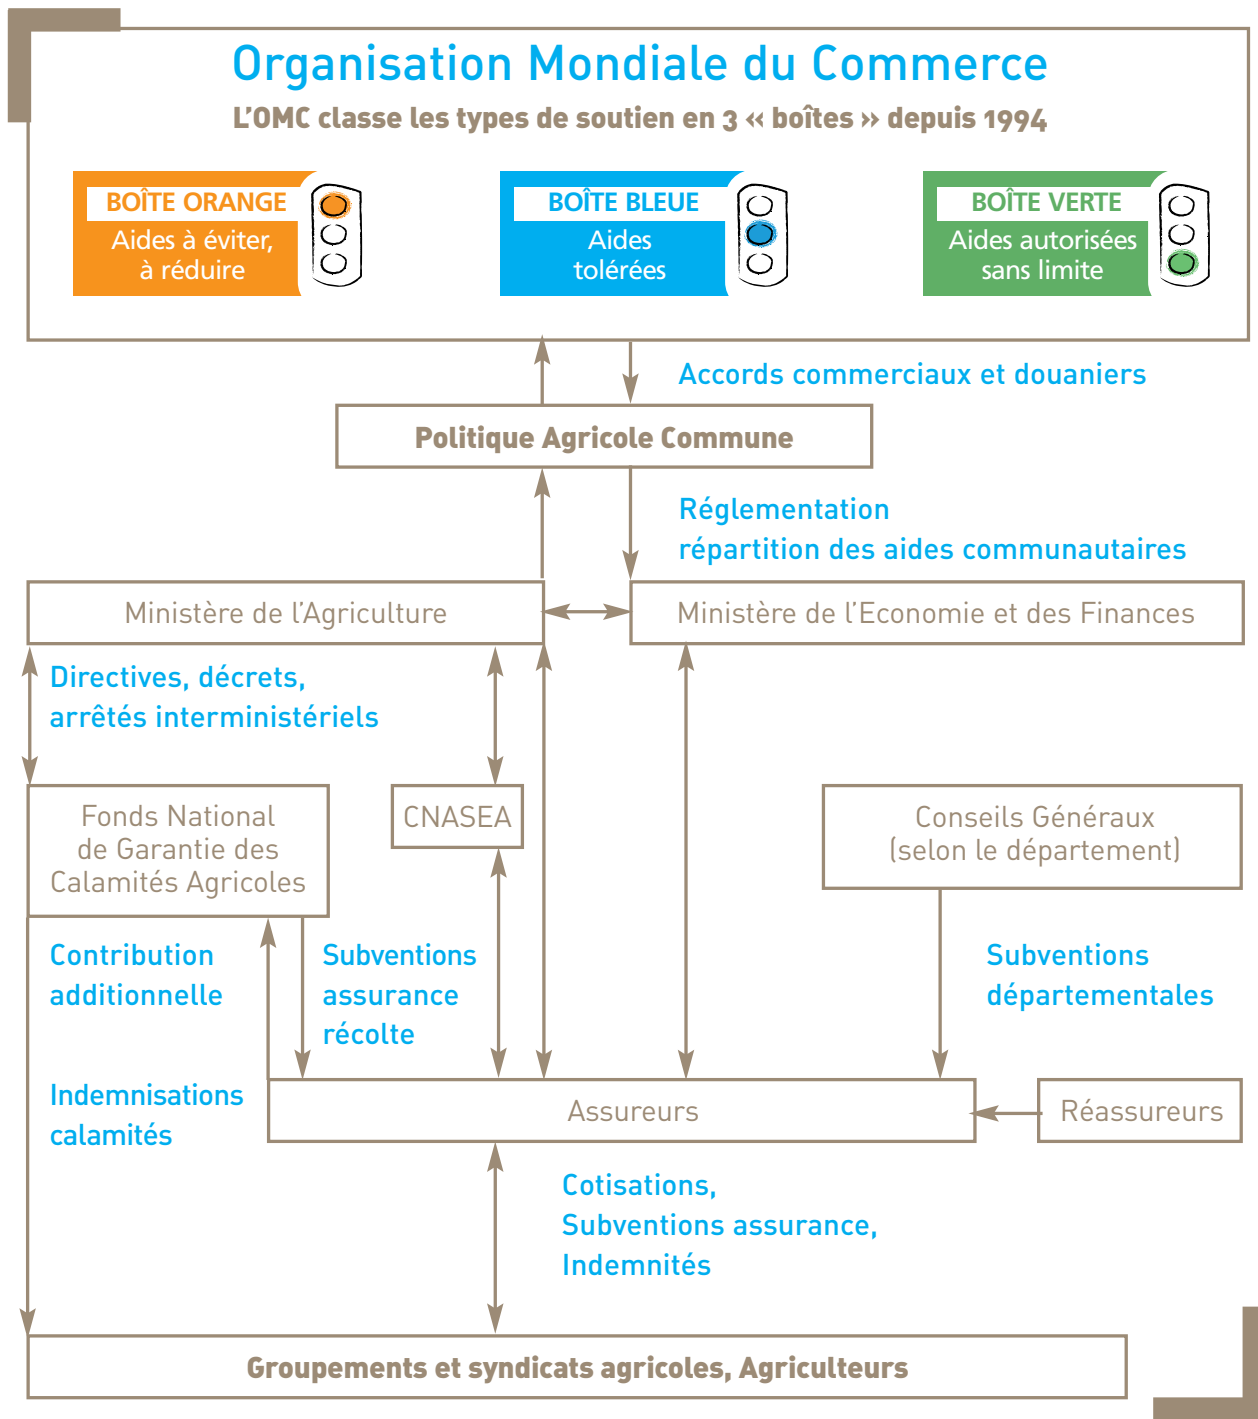 Organisation Mondiale du Commerce
L’OMC classe les types de soutien en 3 « boîtes » depuis 1994
BOÎTE ORANGE
Aides à éviter,
à réduire
BOÎTE BLEUE
Aides
tolérées
BOÎTE VERTE
Aides autorisées
sans limite
Accords commerciaux et douaniers
Politique Agricole Commune
Réglementation
répartition des aides communautaires
Ministère de l’Agriculture
Ministère de l’Economie et des Finances
Directives, décrets,
arrêtés interministériels
Fonds National
de Garantie des
Calamités Agricoles
CNASEA
Conseils Généraux
(selon le département)
Contribution
additionnelle
Subventions
assurance
récolte
Subventions
départementales
Indemnisations
calamités
Assureurs
Réassureurs
Cotisations,
Subventions assurance,
Indemnités
Groupements et syndicats agricoles, Agriculteurs